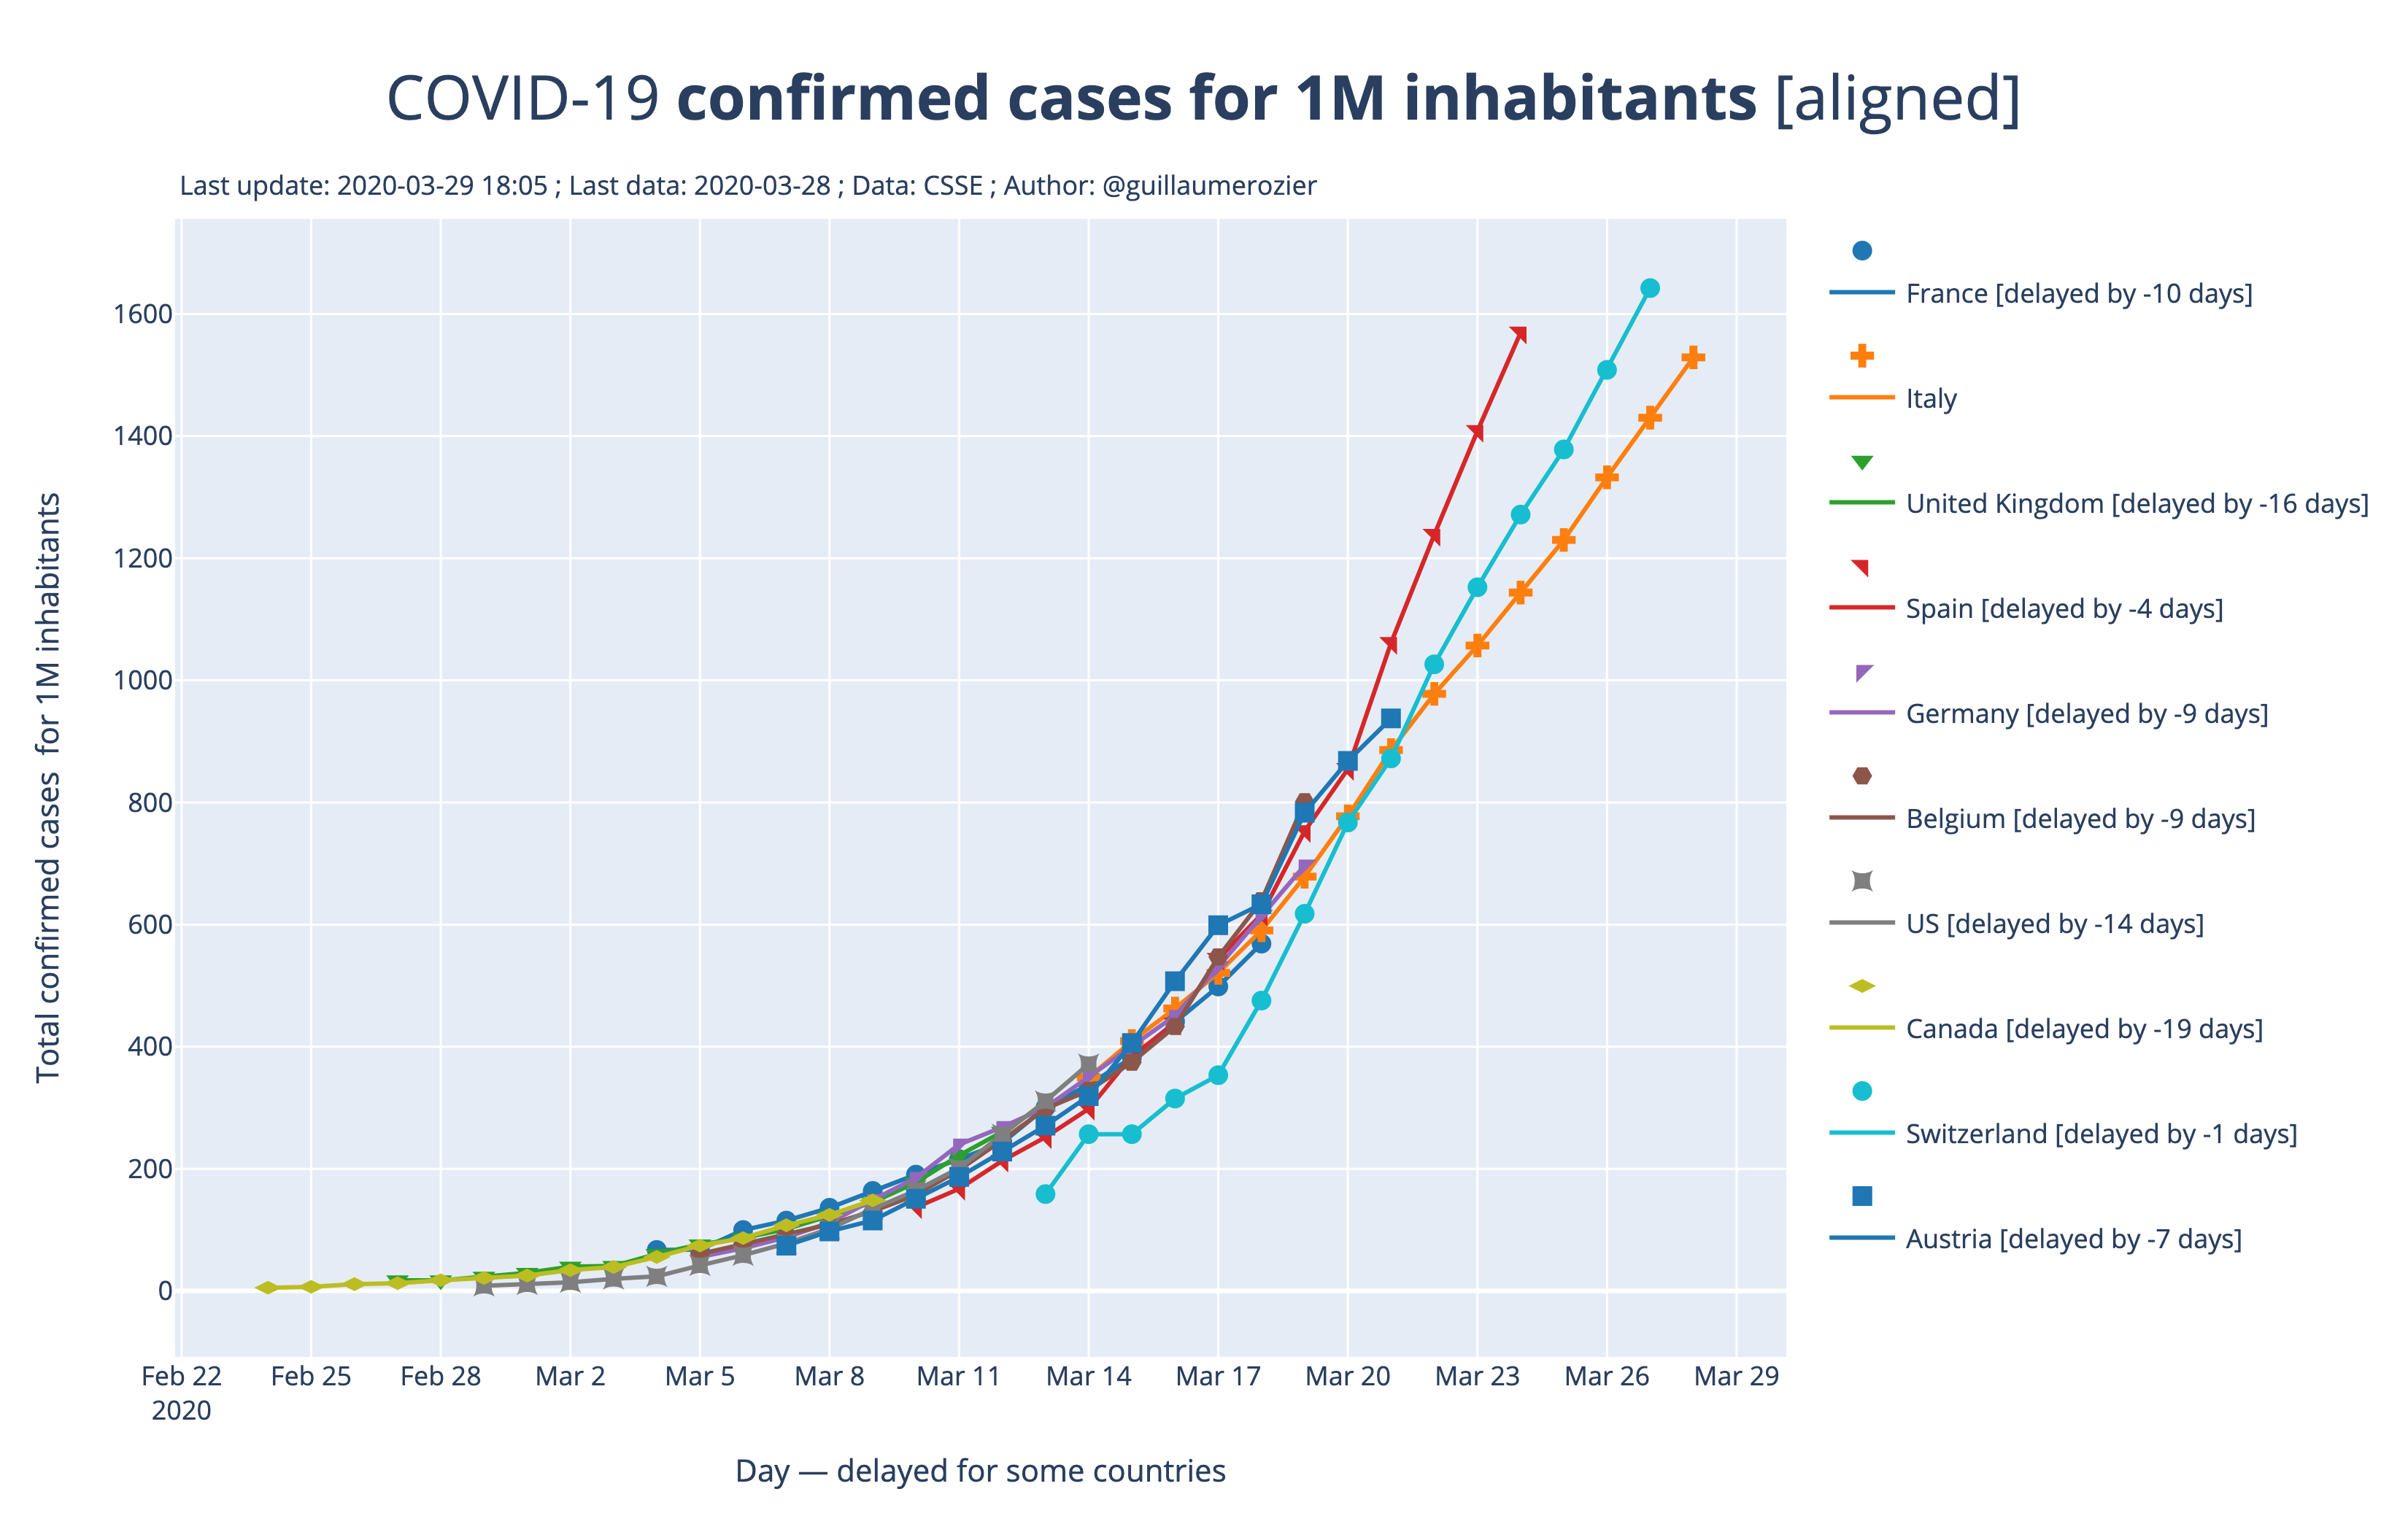 COVID-19 confirmed cases for 1M inhabitants [aligned]
Last update: 2020-03-29 18:05 ; Last data: 2020-03-28 ; Data: CSSE ; Author: @guillaumerozier
Total confirmed cases for 1M inhabitants
1600
1400
1200
1000
800
600
400
200
0
Feb 22 Feb 25 Feb 28 Mar 2 Mar 5 Mar 8 Mar 11 Mar 14 Mar 17 Mar 20 Mar 23 Mar 26 Mar 29
2020
Day — delayed for some countries
France [delayed by -10 days]
Italy
United Kingdom [delayed by -16 days]
Spain [delayed by -4 days]
Germany [delayed by -9 days]
Belgium [delayed by -9 days]
US [delayed by -14 days]
Canada [delayed by -19 days]
Switzerland [delayed by -1 days]
Austria [delayed by -7 days]